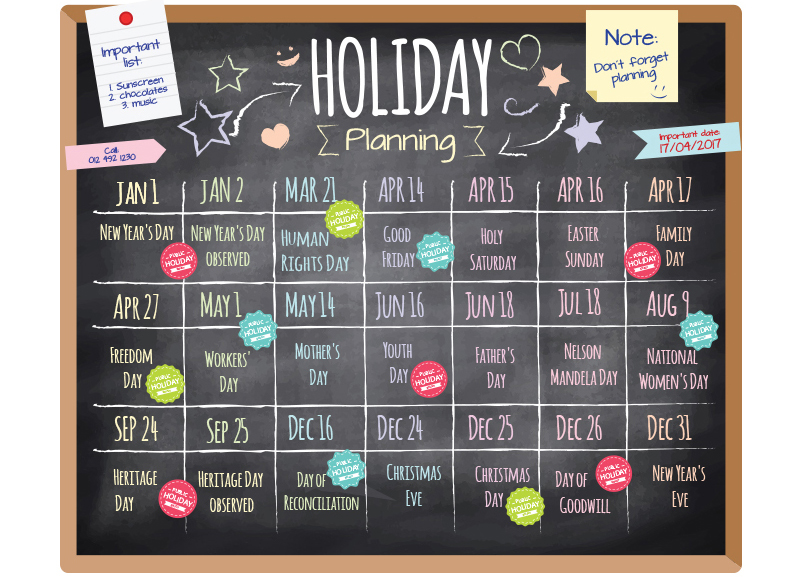 Important
list:
1. Sunscreen
2. chocolates
3. music
HOLIDAY
Planning
Note:
Don't forget
planning
Call:
012 492 1230
Important date:
17/04/2017
JAN 1
JAN 2
MAR 21
APR 14
APR 15
APR 16
APR 17
NEW YEAR'S DAY
NEW YEAR'S DAY
OBSERVED
HUMAN
RIGHTS DAY
GOOD
FRIDAY
HOLY
SATURDAY
EASTER
SUNDAY
FAMILY
DAY
PUBLIC
HOLIDAY
PUBLIC
HOLIDAY
PUBLIC
HOLIDAY
PUBLIC
HOLIDAY
APR 27
MAY 1
MAY 14
JUN 16
JUN 18
JUL 18
AUG 9
FREEDOM
DAY
WORKERS'
DAY
MOTHER'S
DAY
YOUTH
DAY
FATHER'S
DAY
NELSON
MANDELA DAY
NATIONAL
WOMEN'S DAY
PUBLIC
HOLIDAY
PUBLIC
HOLIDAY
PUBLIC
HOLIDAY
PUBLIC
HOLIDAY
SEP 24
SEP 25
DEC 16
DEC 24
DEC 25
DEC 26
DEC 31
HERITAGE
DAY
HERITAGE DAY
OBSERVED
DAY OF
RECONCILIATION
CHRISTMAS
EVE
CHRISTMAS
DAY
DAY OF
GOODWILL
NEW YEAR'S
EVE
PUBLIC
HOLIDAY
PUBLIC
HOLIDAY
PUBLIC
HOLIDAY
PUBLIC
HOLIDAY